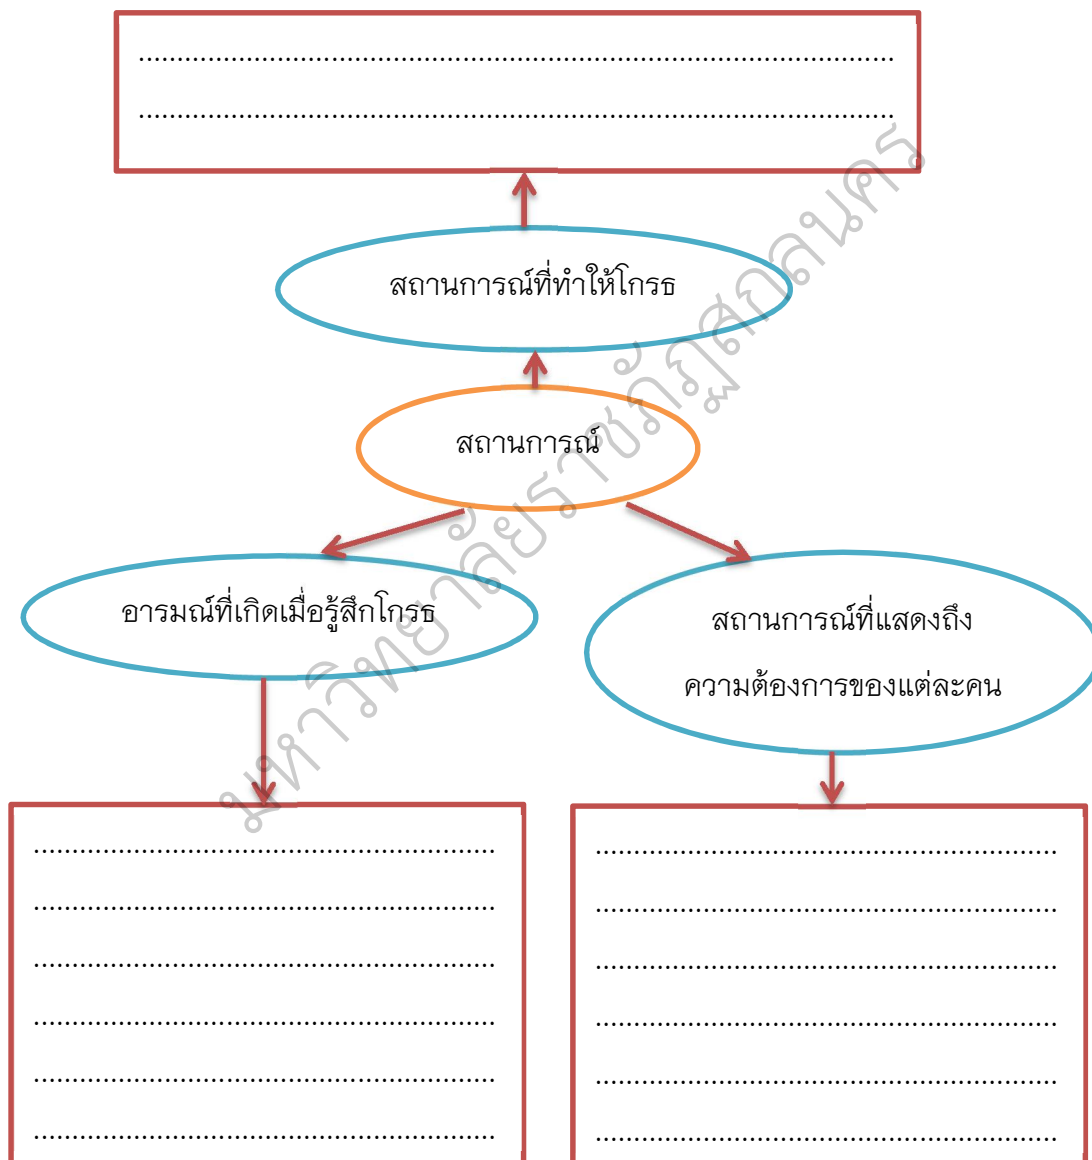 ................................................................................................
................................................................................................
สถานการณ์ที่ทำให้โกรธ
สถานการณ์
อารมณ์ที่เกิดเมื่อรู้สึกโกรธ
สถานการณ์ที่แสดงถึง
ความต้องการของแต่ละคน
............................................................
............................................................
............................................................
............................................................
............................................................
............................................................
............................................................
............................................................
............................................................
............................................................
............................................................
............................................................
มหาวิทยาลัยราชภัฏสกลนคร